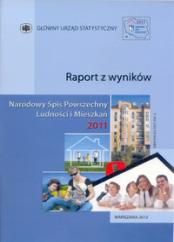 GŁÓWNY URZĄD STATYSTYCZNY
Raport z wyników
Narodowy Spis Powszechny
Ludności i Mieszkań
2011
WARSZAWA 2012